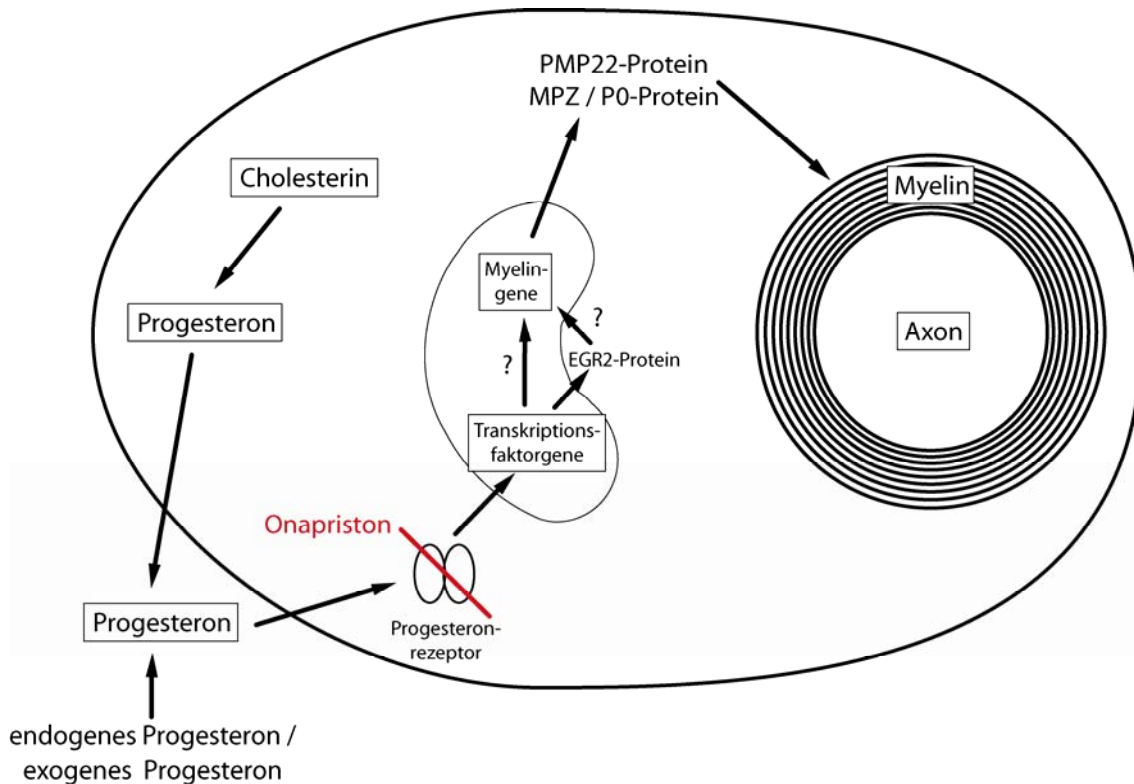 PMP22-Protein
MPZ / P0-Protein
Cholesterin
Myelin
Myelin-
gene
Progesteron
?
Axon
?
EGR2-Protein
Transkriptions-
faktorgene
Onapriston
Progesteron
Progesteron-
rezeptor
endogenes Progesteron /
exogenes Progesteron